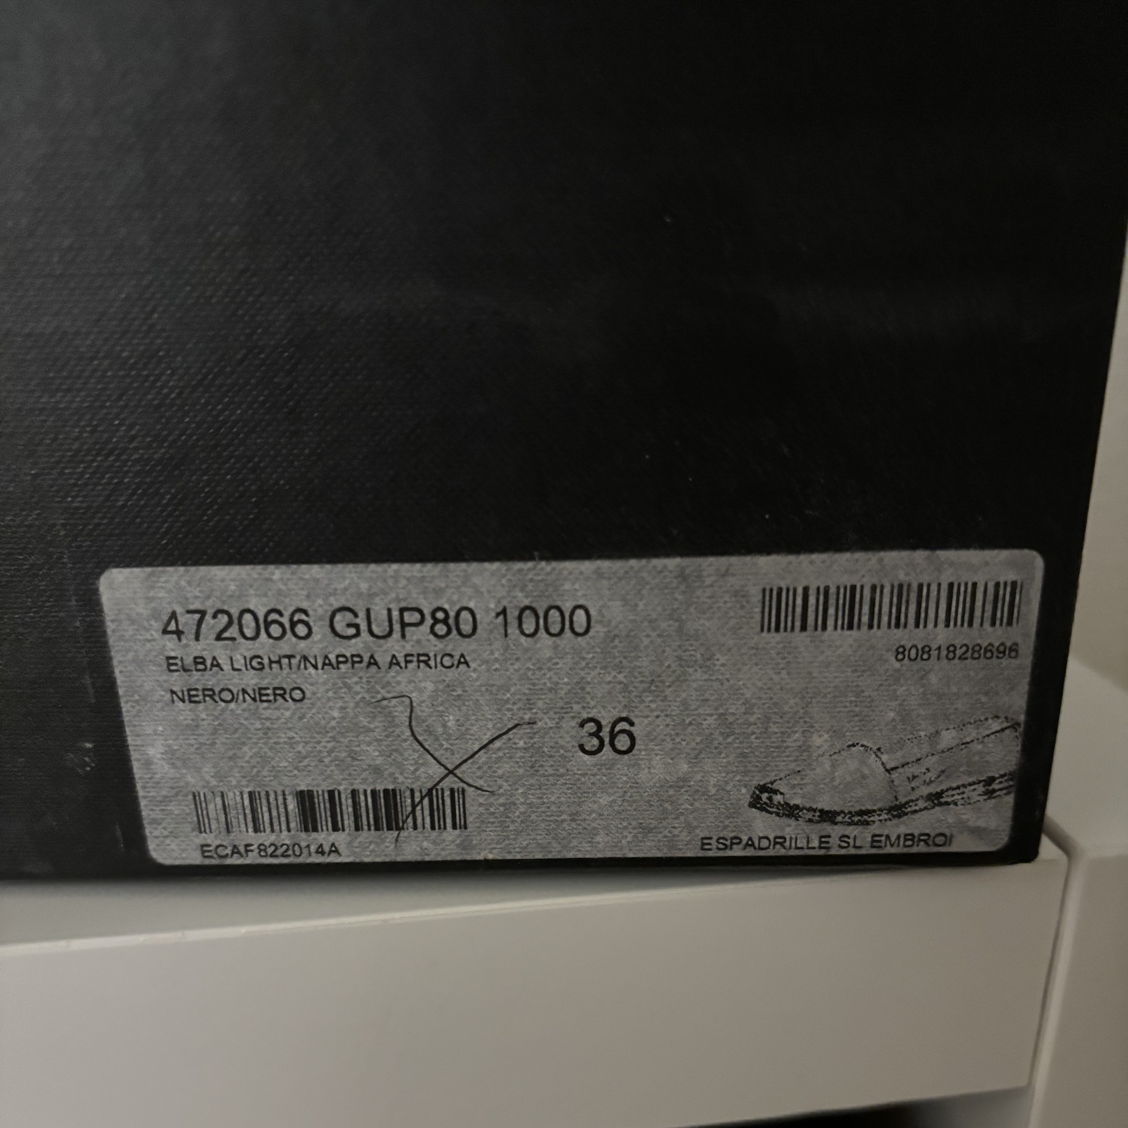 472066 GUP80 1000
8081828696
ELBA LIGHT/NAPPA AFRICA
NERO/NERO
36
ECAF822014A
ESPADRILLE SL EMBROI